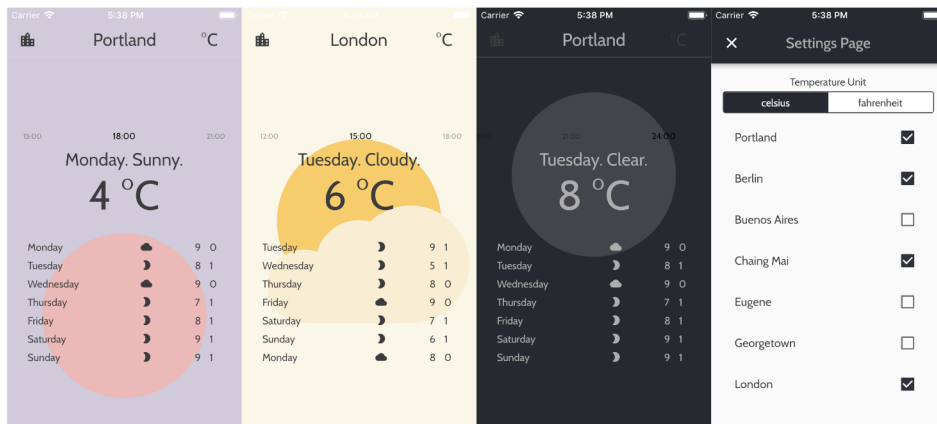 Carrier 5:38 PM
Portland °C
15:00 18:00 21:00
Monday. Sunny.
4 °C
Monday 9 0
Tuesday 8 1
Wednesday 9 0
Thursday 7 1
Friday 8 1
Saturday 9 1
Sunday 9 1
London °C
12:00 15:00 18:00
Tuesday. Cloudy.
6 °C
Tuesday 9 1
Wednesday 5 1
Thursday 8 0
Friday 9 0
Saturday 7 1
Sunday 6 1
Monday 8 0
Carrier 5:38 PM
Portland °C
21:00 24:00
Tuesday. Clear.
8 °C
Monday 9 0
Tuesday 8 1
Wednesday 9 0
Thursday 7 1
Friday 8 1
Saturday 9 1
Sunday 9 1
Carrier 5:38 PM
Settings Page
Temperature Unit
celsius fahrenheit
Portland
Berlin
Buenos Aires
Chaing Mai
Eugene
Georgetown
London